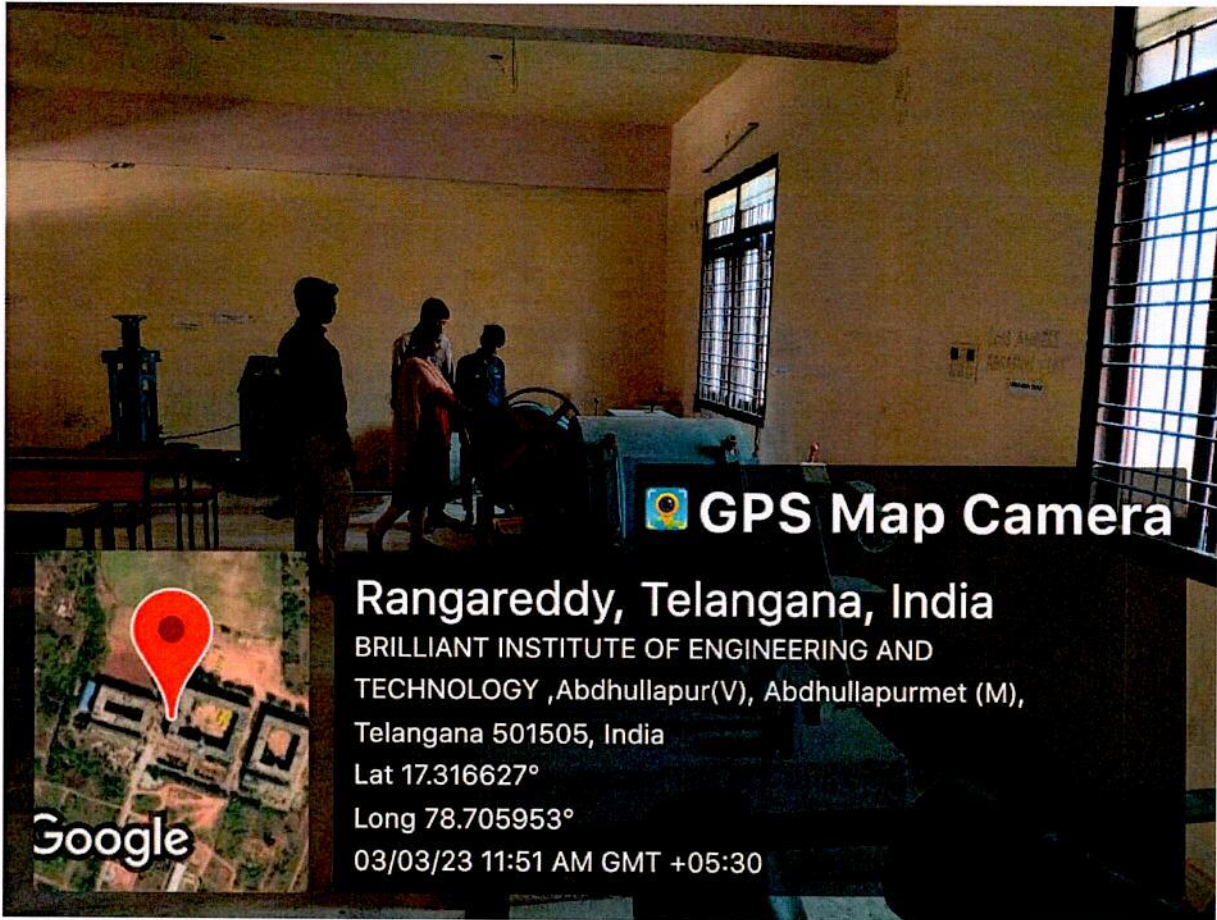 GPS Map Camera
Rangareddy, Telangana, India
BRILLIANT INSTITUTE OF ENGINEERING AND
TECHNOLOGY ,Abdhullapur(V), Abdhullapurmet (M),
Telangana 501505, India
Lat 17.316627°
Long 78.705953°
03/03/23 11:51 AM GMT +05:30
Google